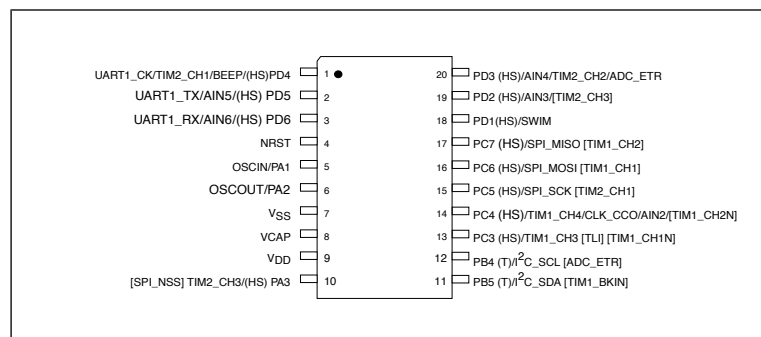 UART1_CK/TIM2_CH1/BEEP/(HS)PD4 1 20 PD3 (HS)/AIN4/TIM2_CH2/ADC_ETR
UART1_TX/AIN5/(HS) PD5 2 19 PD2 (HS)/AIN3/[TIM2_CH3]
UART1_RX/AIN6/(HS) PD6 3 18 PD1(HS)/SWIM
NRST 4 17 PC7 (HS)/SPI_MISO [TIM1_CH2]
OSCIN/PA1 5 16 PC6 (HS)/SPI_MOSI [TIM1_CH1]
OSCOUT/PA2 6 15 PC5 (HS)/SPI_SCK [TIM2_CH1]
VSS 7 14 PC4 (HS)/TIM1_CH4/CLK_CCO/AIN2/[TIM1_CH2N]
VCAP 8 13 PC3 (HS)/TIM1_CH3 [TLI] [TIM1_CH1N]
VDD 9 12 PB4 (T)/I²C_SCL [ADC_ETR]
[SPI_NSS] TIM2_CH3/(HS) PA3 10 11 PB5 (T)/I²C_SDA [TIM1_BKIN]